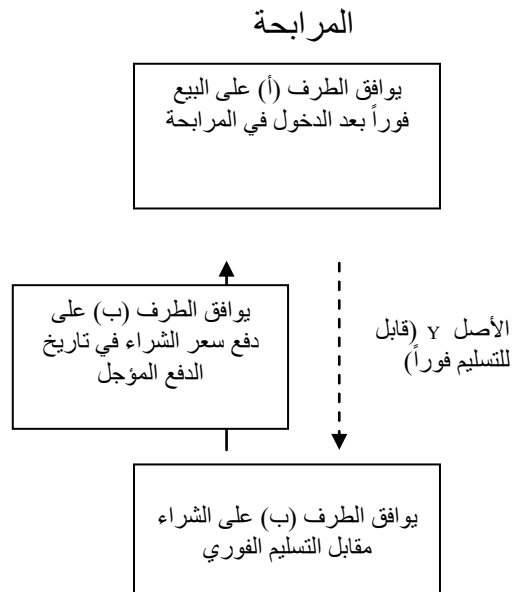 المرابحة
يوافق الطرف (أ) على البيع
فوراً بعد الدخول في المرابحة
يوافق الطرف (ب) على
دفع سعر الشراء في تاريخ
الدفع المؤجل
الأصل Y (قابل
للتسليم فوراً)
يوافق الطرف (ب) على الشراء
مقابل التسليم الفوري